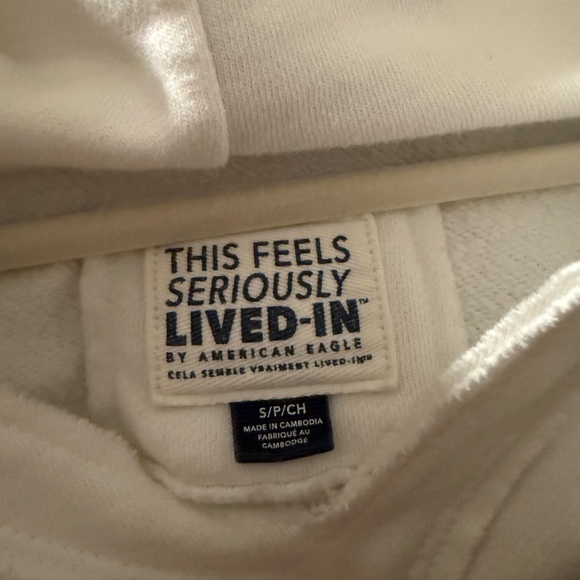 THIS FEELS
SERIOUSLY
LIVED-IN™
BY AMERICAN EAGLE
CELA SEMBLE VRAIMENT LIVED-IN™
S/P/CH
MADE IN CAMBODIA
FABRIQUÉ AU
CAMBODGE